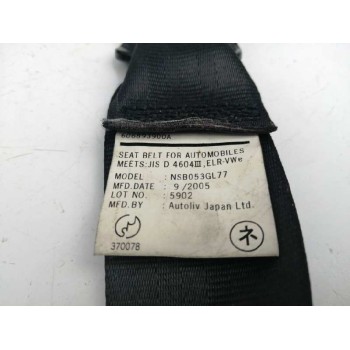 SEAT BELT FOR AUTOMOBILES
MEETS:JIS D 4604Ⅲ,ELR-VWe
MODEL : NSB053GL77
MFD.DATE : 9/2005
LOT NO. : 5902
MFD.BY : Autoliv Japan Ltd.
370078
ネ